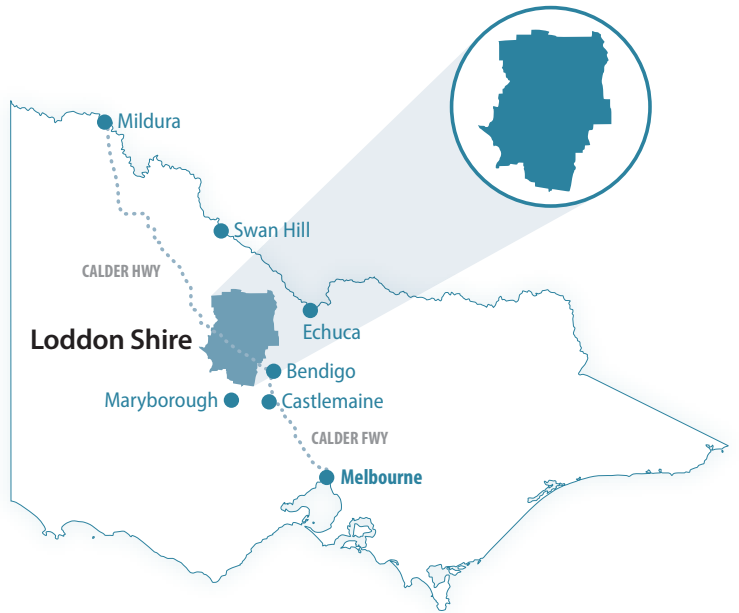 Mildura
Swan Hill
CALDER HWY
Loddon Shire
Echuca
Bendigo
Maryborough
Castlemaine
CALDER FWY
Melbourne